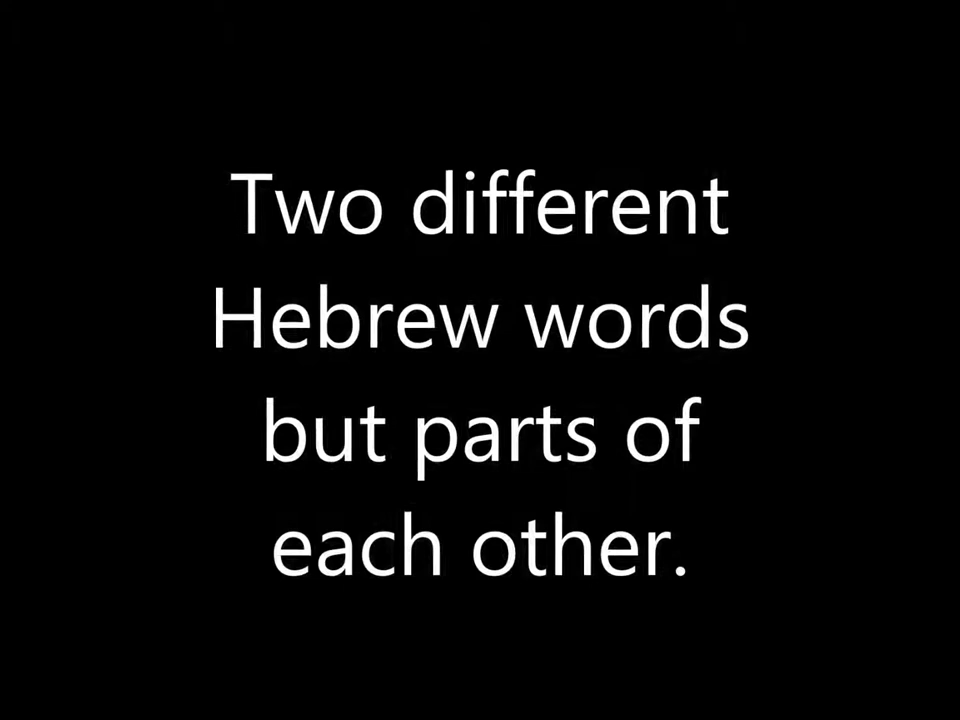 Two different
Hebrew words
but parts of
each other.